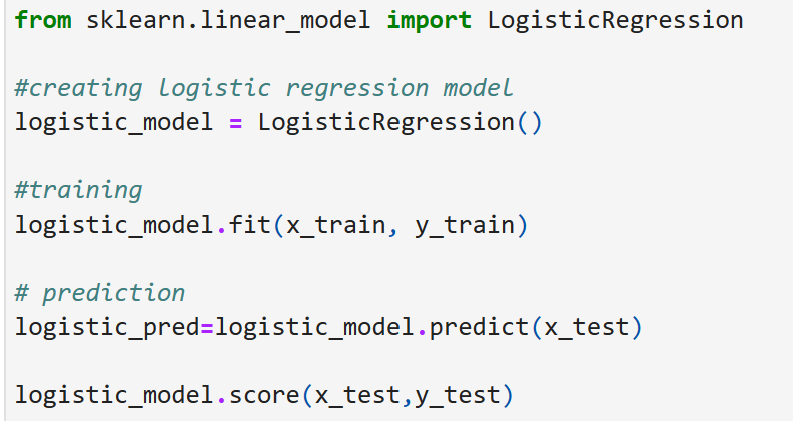 from sklearn.linear_model import LogisticRegression
#creating logistic regression model
logistic_model = LogisticRegression()
#training
logistic_model.fit(x_train, y_train)
# prediction
logistic_pred=logistic_model.predict(x_test)
logistic_model.score(x_test,y_test)